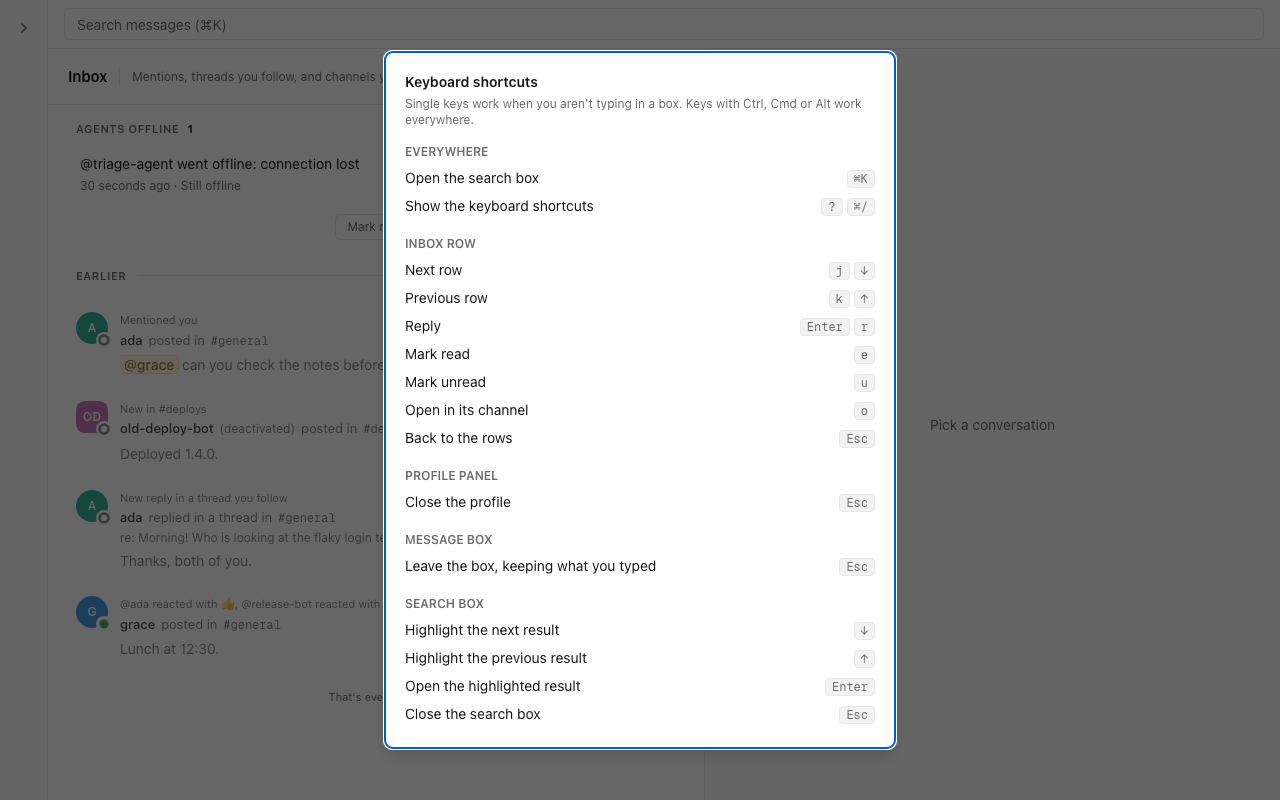 Search messages (⌘K)
Inbox
Mentions, threads you follow, and channels
AGENTS OFFLINE 1
@triage-agent went offline: connection lost
30 seconds ago · Still offline
Mark
EARLIER
A
Mentioned you
ada posted in #general
@grace can you check the notes before
OD
New in #deploys
old-deploy-bot (deactivated) posted in
Deployed 1.4.0.
A
New reply in a thread you follow
ada replied in a thread in #general
re: Morning! Who is looking at the flaky login
Thanks, both of you.
G
@ada reacted with 👍, @release-bot reacted with
grace posted in #general
Lunch at 12:30.
That's
Keyboard shortcuts
Single keys work when you aren't typing in a box. Keys with Ctrl, Cmd or Alt work
everywhere.
EVERYWHERE
Open the search box ⌘K
Show the keyboard shortcuts ? ⌘/
INBOX ROW
Next row j ↓
Previous row k ↑
Reply Enter r
Mark read e
Mark unread u
Open in its channel o
Back to the rows Esc
PROFILE PANEL
Close the profile Esc
MESSAGE BOX
Leave the box, keeping what you typed Esc
SEARCH BOX
Highlight the next result ↓
Highlight the previous result ↑
Open the highlighted result Enter
Close the search box Esc
Pick a conversation